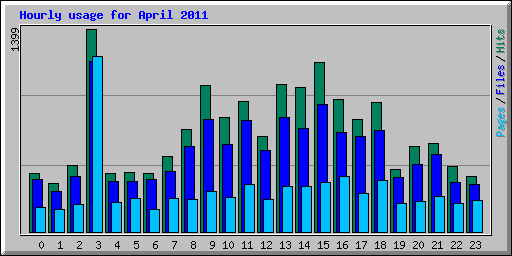 Hourly usage for April 2011
1399
Pages / Files / Hits
0 1 2 3 4 5 6 7 8 9 10 11 12 13 14 15 16 17 18 19 20 21 22 23